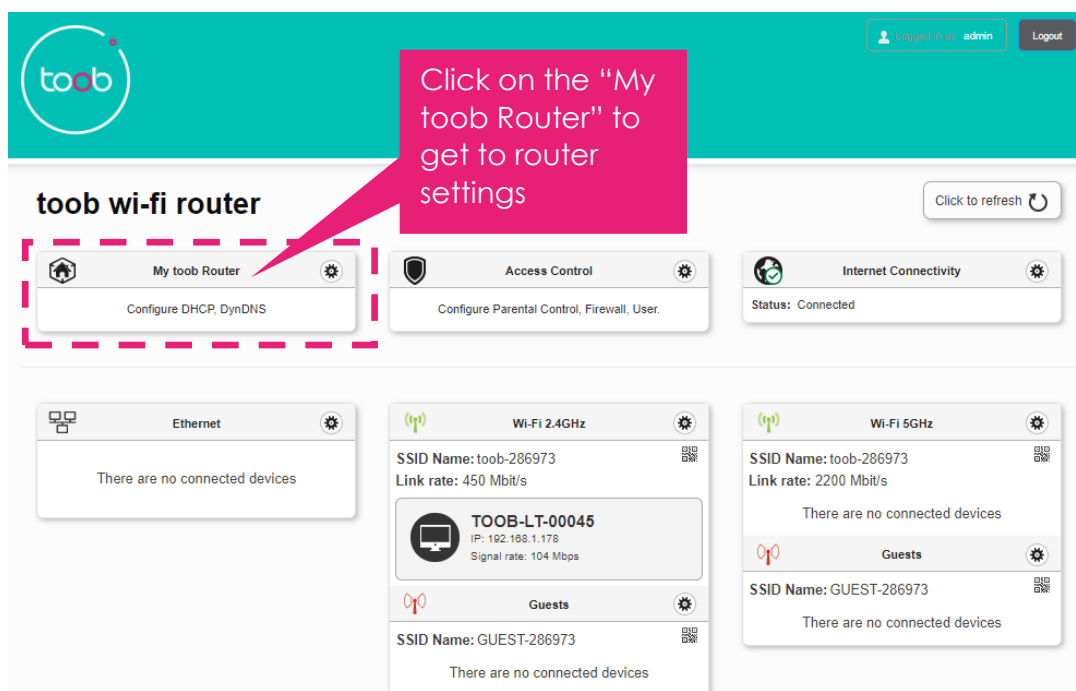 toob
Logged in as admin
Logout
Click on the “My
toob Router” to
get to router
settings
toob wi-fi router
Click to refresh
My toob Router
Configure DHCP, DynDNS
Access Control
Configure Parental Control, Firewall, User.
Internet Connectivity
Status: Connected
Ethernet
There are no connected devices
Wi-Fi 2.4GHz
SSID Name: toob-286973
Link rate: 450 Mbit/s
TOOB-LT-00045
IP: 192.168.1.178
Signal rate: 104 Mbps
Guests
SSID Name: GUEST-286973
There are no connected devices
Wi-Fi 5GHz
SSID Name: toob-286973
Link rate: 2200 Mbit/s
There are no connected devices
Guests
SSID Name: GUEST-286973
There are no connected devices